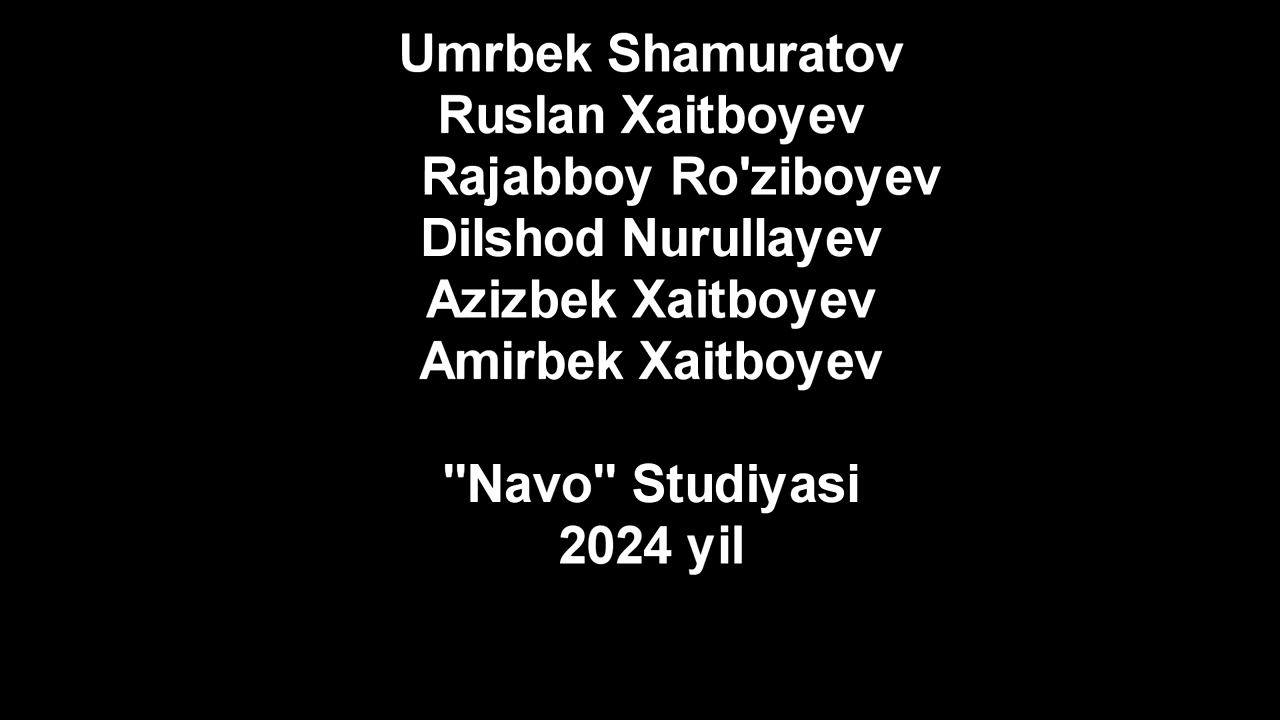 Umrbek Shamuratov
Ruslan Xaitboyev
Rajabboy Ro'ziboyev
Dilshod Nurullayev
Azizbek Xaitboyev
Amirbek Xaitboyev
"Navo" Studiyasi
2024 yil